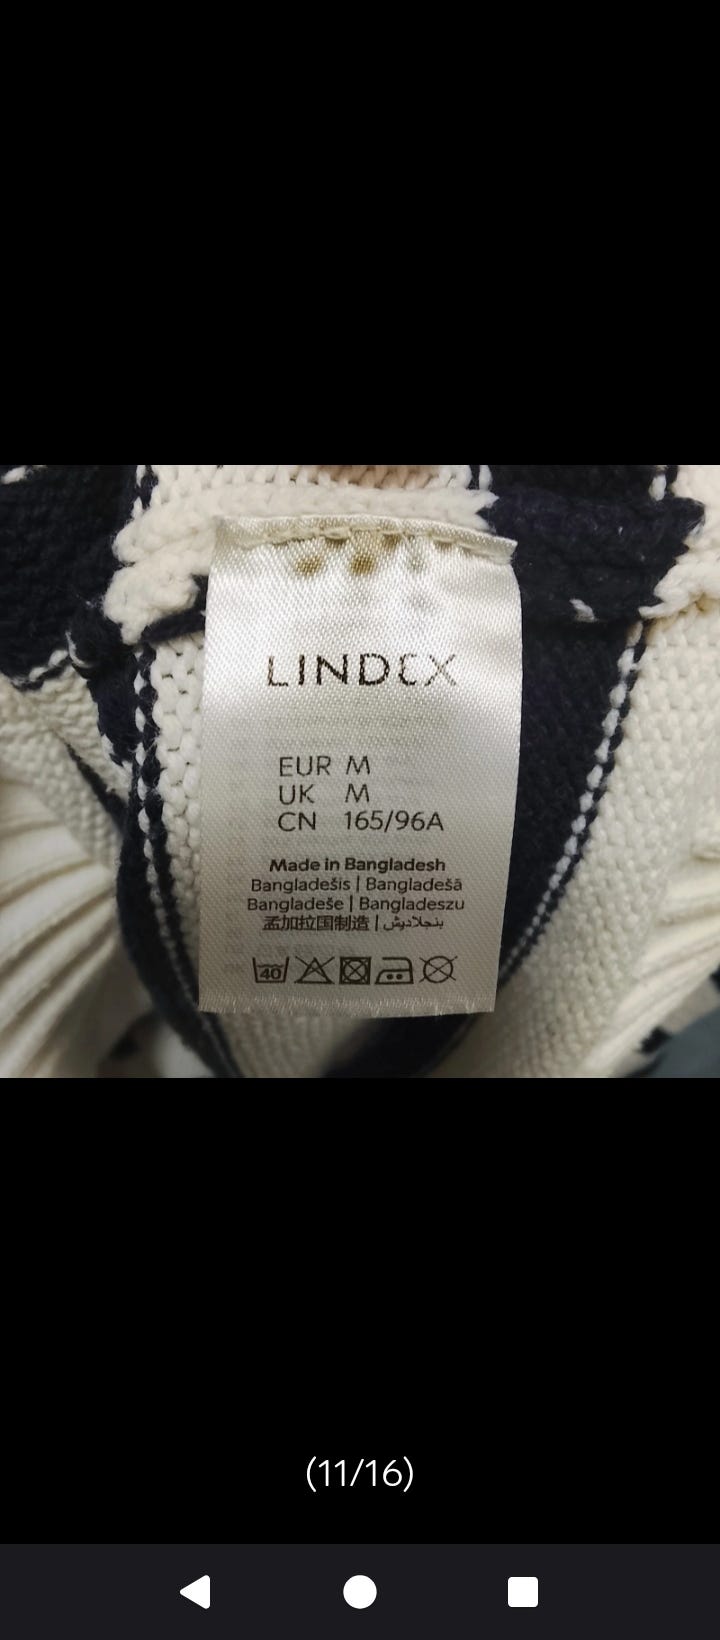 LINDEX
EUR M
UK M
CN 165/96A
Made in Bangladesh
Bangladešis | Bangladešā
Bangladeše | Bangladeszu
孟加拉国制造 | بنجلاديش
40
(11/16)